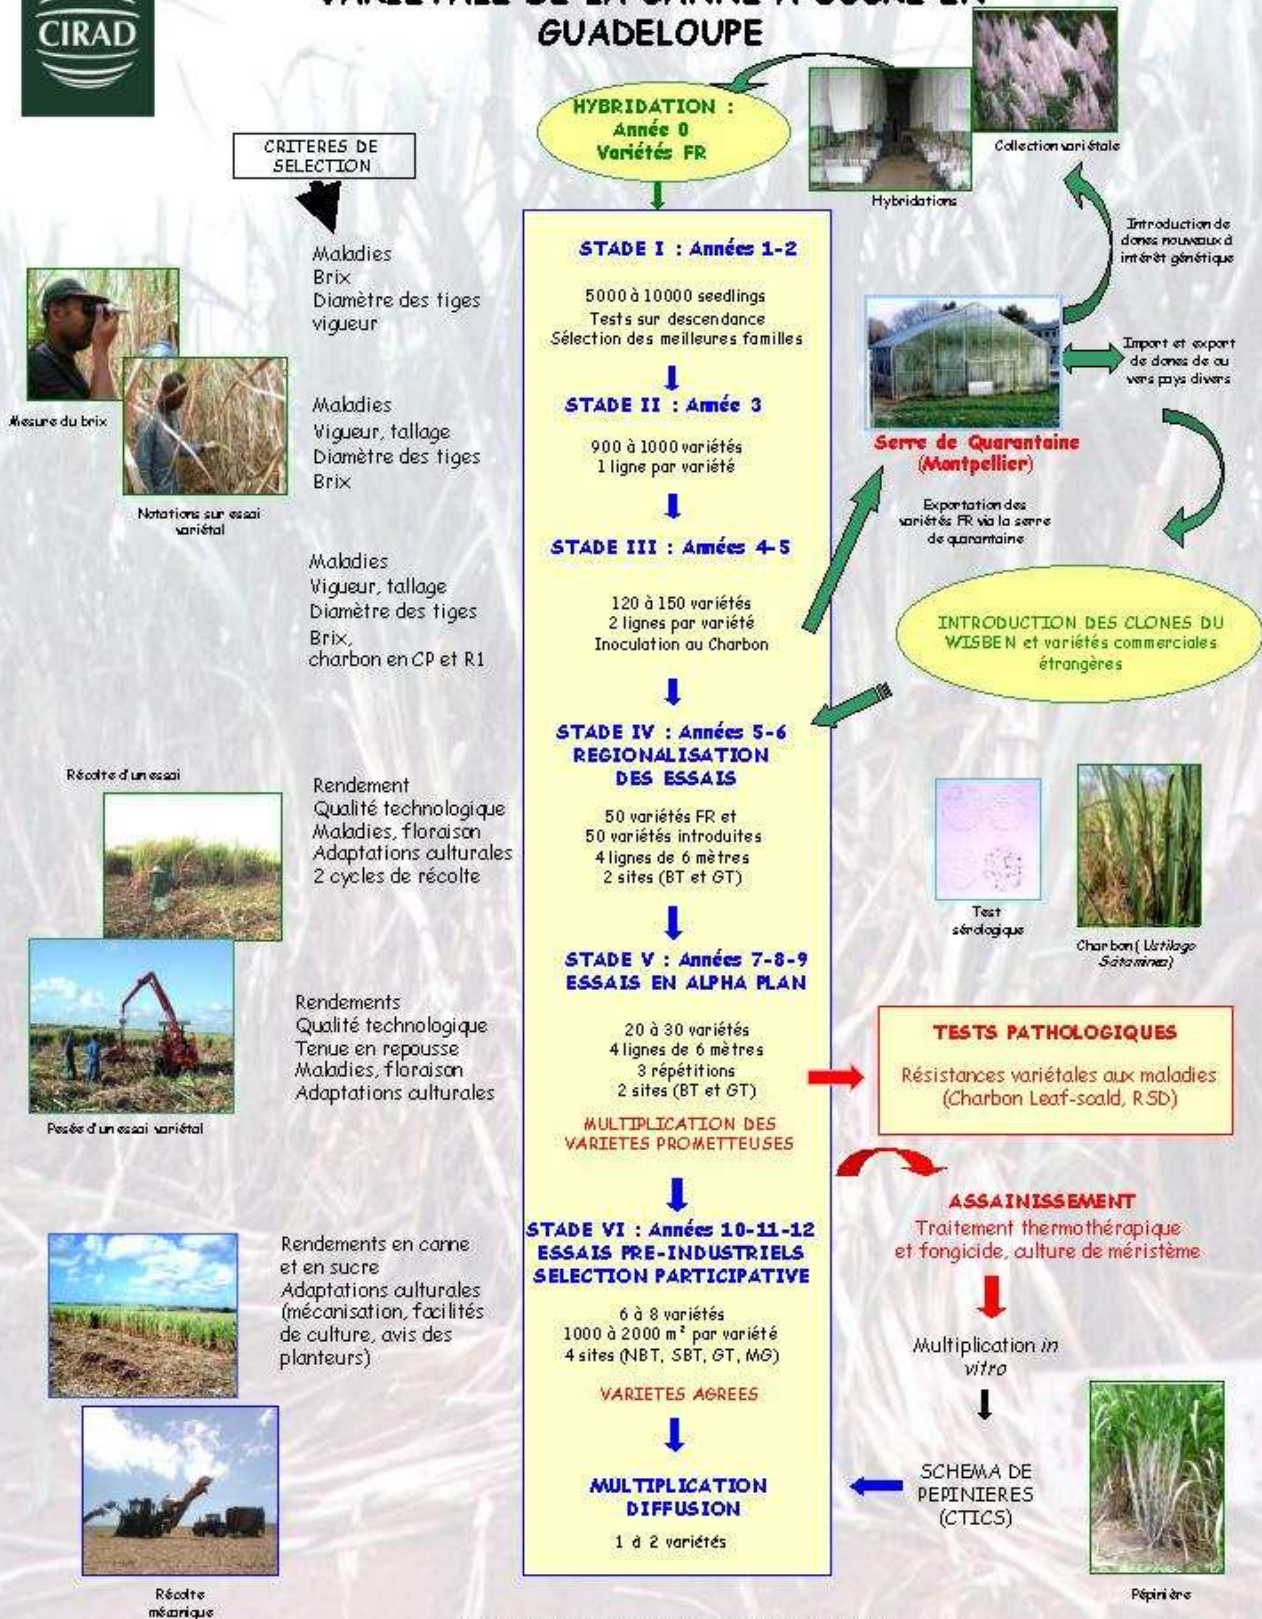 CIRAD
VARIETALE DE LA CANNE A SUCRE EN
GUADELOUPE
HYBRIDATION :
Année 0
Variétés FR
Collection variétale
Hybridations
CRITERES DE
SELECTION
Introduction de
clones nouveaux à
intérêt génétique
Maladies
Brix
Diamètre des tiges
vigueur
STADE I : Années 1-2
5000 à 10000 seedlings
Tests sur descendance
Sélection des meilleures familles
Import et export
de clones de ou
vers pays divers
Mesure du brix
Maladies
Vigueur, tallage
Diamètre des tiges
Brix
STADE II : Année 3
900 à 1000 variétés
1 ligne par variété
Serre de Quarantaine
(Montpellier)
Notations sur essai
variétal
Exportation des
variétés FR via la serre
de quarantaine
Maladies
Vigueur, tallage
Diamètre des tiges
Brix,
charbon en CP et R1
STADE III : Années 4-5
120 à 150 variétés
2 lignes par variété
Inoculation au Charbon
INTRODUCTION DES CLONES DU
WISBEN et variétés commerciales
étrangères
STADE IV : Années 5-6
REGIONALISATION
DES ESSAIS
50 variétés FR et
50 variétés introduites
4 lignes de 6 mètres
2 sites (BT et GT)
Récolte d'un essai
Rendement
Qualité technologique
Maladies, floraison
Adaptations culturales
2 cycles de récolte
Test
sérologique
Charbon ( Ustilago
Scitaminea)
STADE V : Années 7-8-9
ESSAIS EN ALPHA PLAN
20 à 30 variétés
4 lignes de 6 mètres
3 répétitions
2 sites (BT et GT)
MULTIPLICATION DES
VARIETES PROMETTEUSES
Rendements
Qualité technologique
Tenue en repousse
Maladies, floraison
Adaptations culturales
Pesée d'un essai variétal
TESTS PATHOLOGIQUES
Résistances variétales aux maladies
(Charbon Leaf-scald, RSD)
ASSAINISSEMENT
Traitement thermothérapique
et fongicide, culture de méristème
STADE VI : Années 10-11-12
ESSAIS PRE-INDUSTRIELS
SELECTION PARTICIPATIVE
6 à 8 variétés
1000 à 2000 m² par variété
4 sites (NBT, SBT, GT, MG)
VARIETES AGREES
Rendements en canne
et en sucre
Adaptations culturales
(mécanisation, facilités
de culture, avis des
planteurs)
Multiplication in
vitro
SCHEMA DE
PEPINIERES
(CTICS)
MULTIPLICATION
DIFFUSION
1 à 2 variétés
Récolte
mécanique
Pépinière